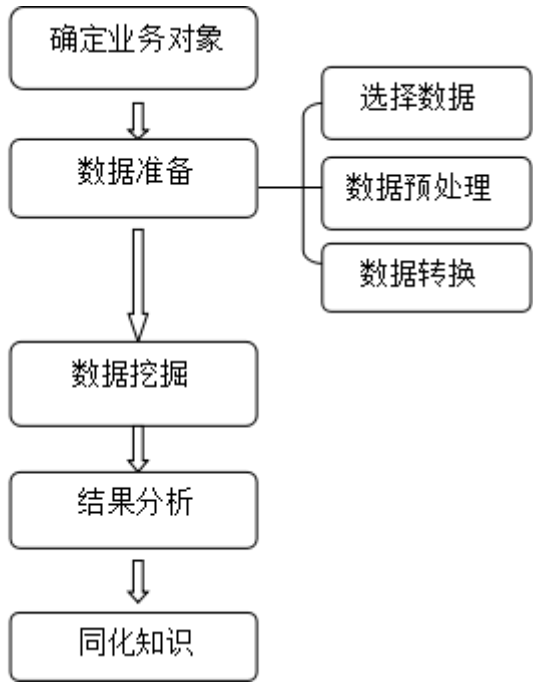 确定业务对象
数据准备
选择数据
数据预处理
数据转换
数据挖掘
结果分析
同化知识